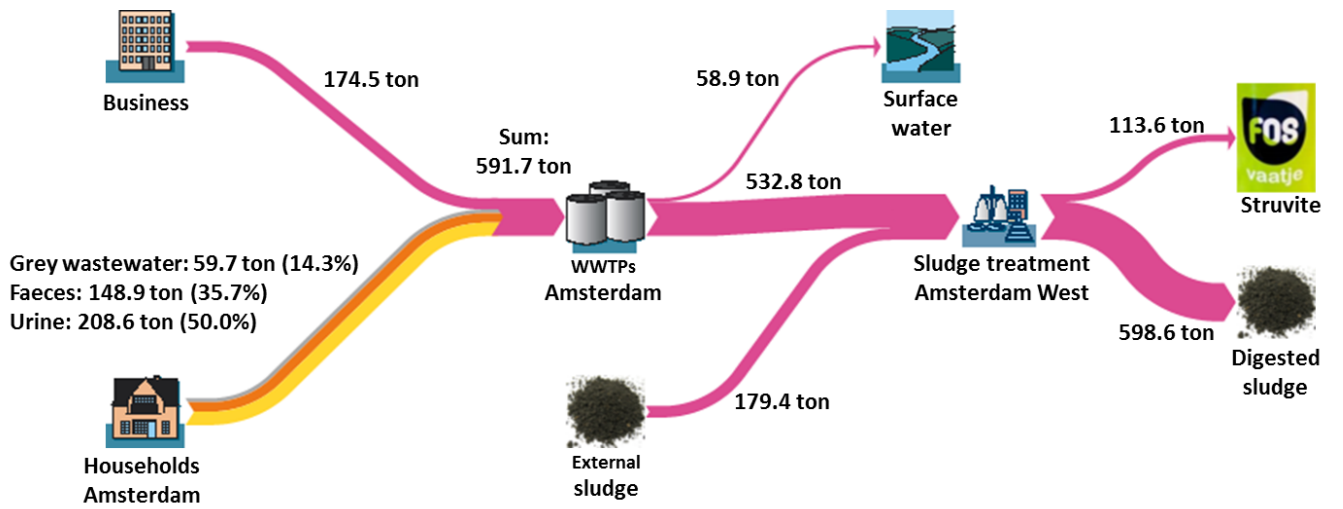 Business
174.5 ton
Sum:
591.7 ton
58.9 ton
Surface
water
113.6 ton
FOS
vaatje
Struvite
532.8 ton
Grey wastewater: 59.7 ton (14.3%)
Faeces: 148.9 ton (35.7%)
Urine: 208.6 ton (50.0%)
WWTPs
Amsterdam
Sludge treatment
Amsterdam West
598.6 ton
Digested
sludge
179.4 ton
Households
Amsterdam
External
sludge